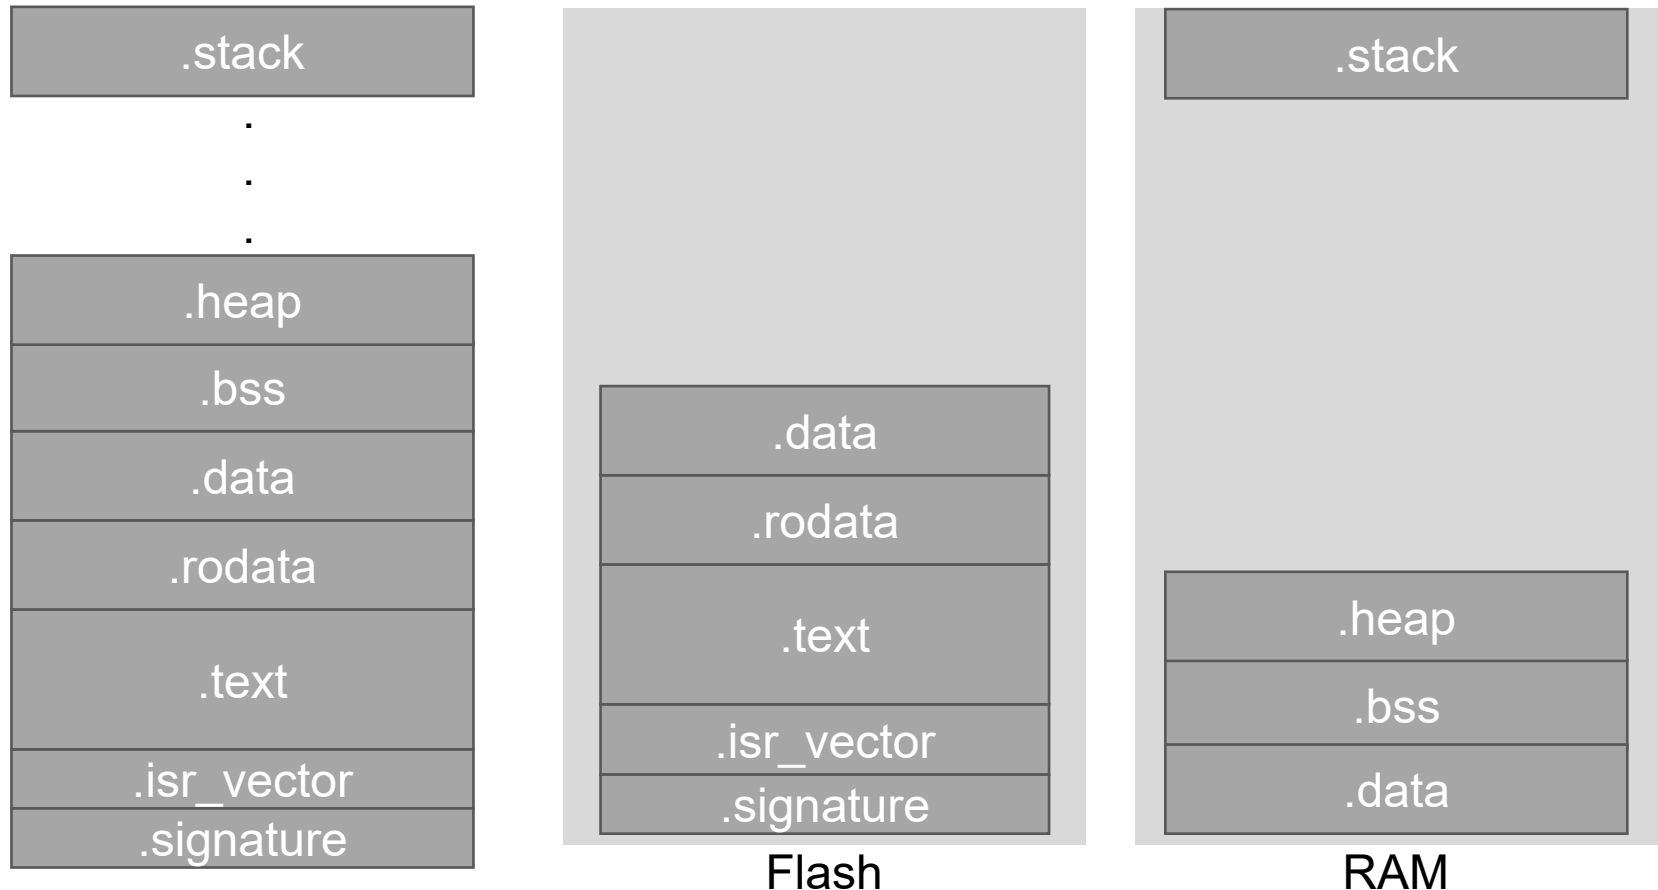 .stack
.
.
.
.heap
.bss
.data
.rodata
.text
.isr_vector
.signature
.data
.rodata
.text
.isr_vector
.signature
Flash
.stack
.heap
.bss
.data
RAM